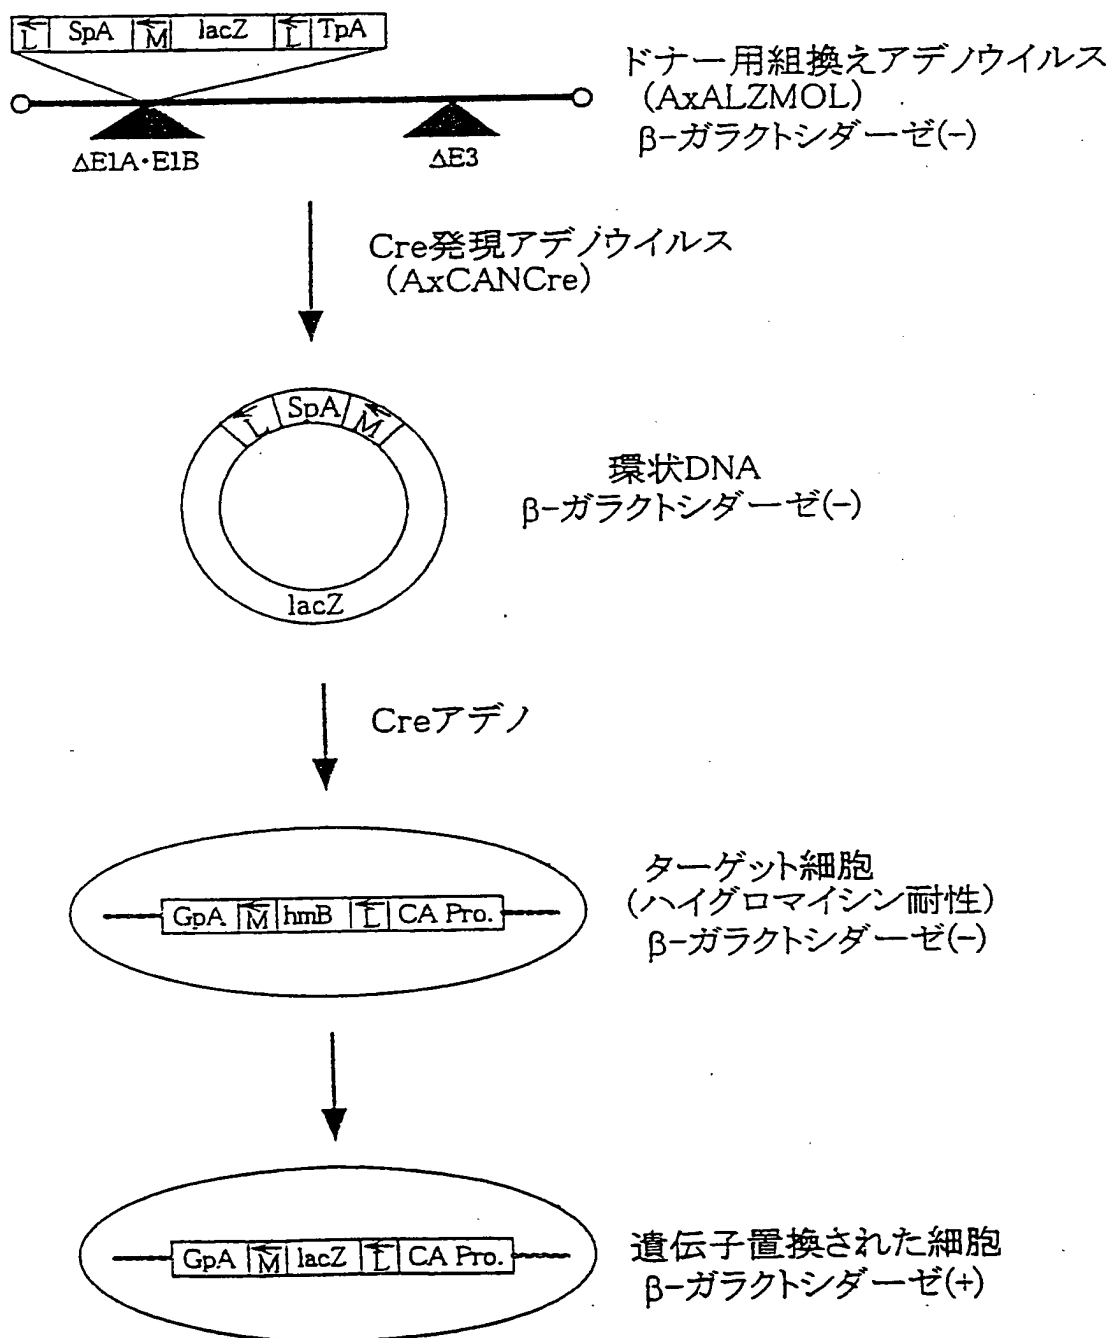 L SpA M lacZ L TpA
ドナー用組換えアデノウイルス
(AxALZMOL)
β-ガラクトシダーゼ(-)
ΔE1A・E1B
ΔE3
Cre発現アデノウイルス
(AxCANCre)
L SpA M
lacZ
環状DNA
β-ガラクトシダーゼ(-)
Creアデノ
GpA M hmB L CA Pro.
ターゲット細胞
(ハイグロマイシン耐性)
β-ガラクトシダーゼ(-)
GpA M lacZ L CA Pro.
遺伝子置換された細胞
β-ガラクトシダーゼ(+)